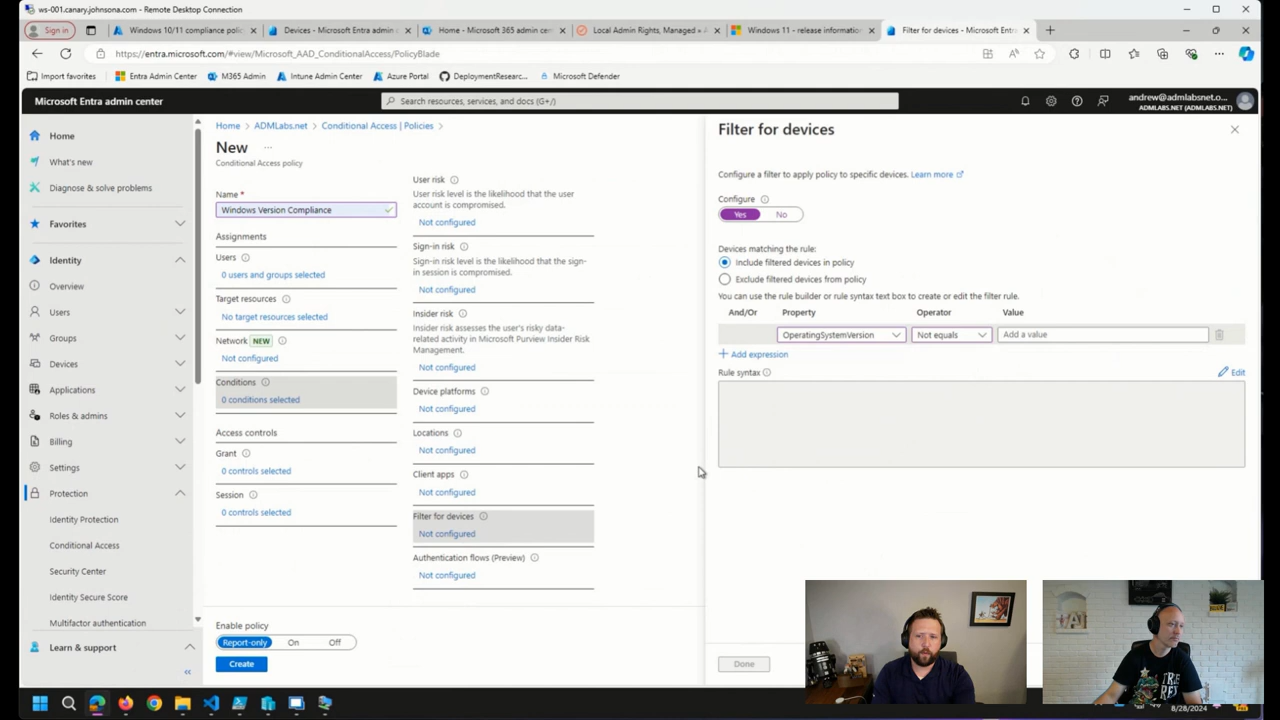 ws-001.canary.johnsona.com - Remote Desktop Connection
Sign in
Windows 10/11 compliance polic
Devices - Microsoft Entra admin c
Home - Microsoft 365 admin cen
Local Admin Rights, Managed » A
Windows 11 - release information
Filter for devices - Microsoft Entra
https://entra.microsoft.com/#view/Microsoft_AAD_ConditionalAccess/PolicyBlade
Import favorites
Entra Admin Center
M365 Admin
Intune Admin Center
Azure Portal
DeploymentResearc...
Microsoft Defender
Microsoft Entra admin center
Search resources, services, and docs (G+/)
andrew@admlabsnet.o...
ADMLABS.NET (ADMLABS.NET)
Home
What's new
Diagnose & solve problems
Favorites
Identity
Overview
Users
Groups
Devices
Applications
Roles & admins
Billing
Settings
Protection
Identity Protection
Conditional Access
Security Center
Identity Secure Score
Multifactor authentication
Learn & support
Home > ADMLabs.net > Conditional Access | Policies >
New ...
Conditional Access policy
Name *
Windows Version Compliance
Assignments
Users
0 users and groups selected
Target resources
No target resources selected
Network NEW
Not configured
Conditions
0 conditions selected
Access controls
Grant
0 controls selected
Session
0 controls selected
Enable policy
Report-only On Off
Create
User risk
User risk level is the likelihood that the user
account is compromised.
Not configured
Sign-in risk
Sign-in risk level is the likelihood that the sign-
in session is compromised.
Not configured
Insider risk
Insider risk assesses the user's risky data-
related activity in Microsoft Purview Insider Risk
Management.
Not configured
Device platforms
Not configured
Locations
Not configured
Client apps
Not configured
Filter for devices
Not configured
Authentication flows (Preview)
Not configured
Filter for devices
Configure a filter to apply policy to specific devices. Learn more
Configure
Yes No
Devices matching the rule:
Include filtered devices in policy
Exclude filtered devices from policy
You can use the rule builder or rule syntax text box to create or edit the filter rule.
And/Or Property Operator Value
OperatingSystemVersion Not equals Add a value
+ Add expression
Rule syntax
Edit
Done
8/28/2024